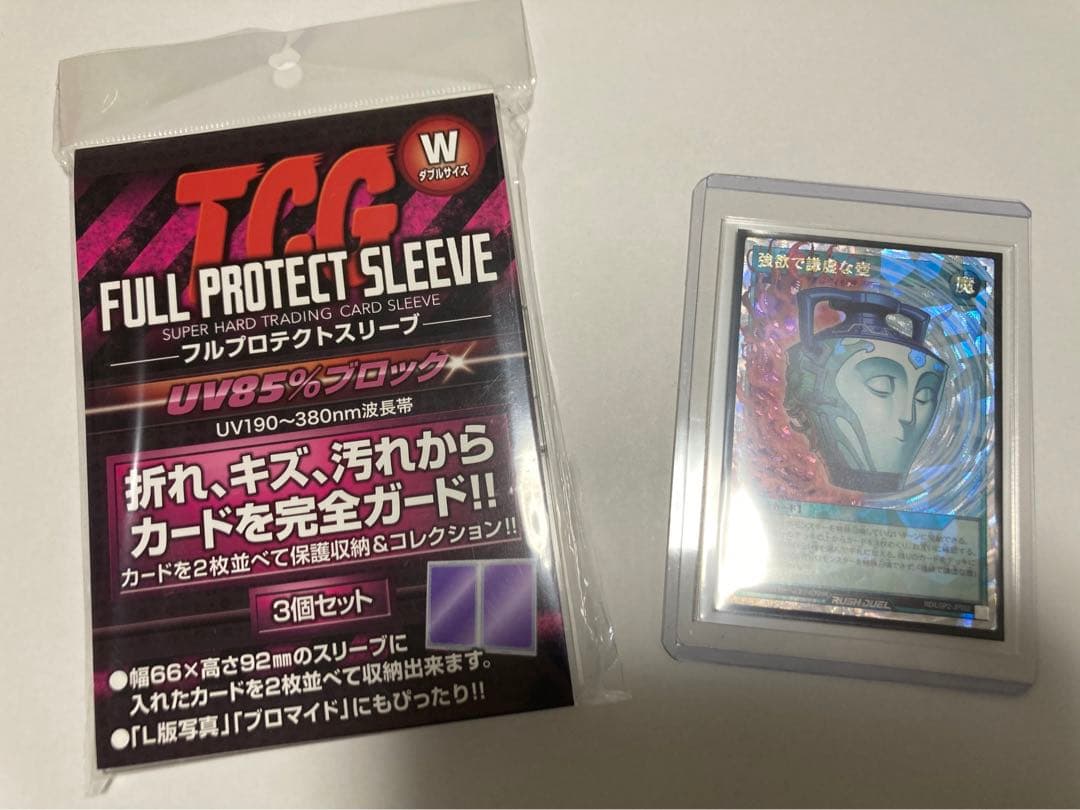 W
ダブルサイズ
TCG
FULL PROTECT SLEEVE
SUPER HARD TRADING CARD SLEEVE
フルプロテクトスリーブ
UV85%ブロック
UV190〜380nm波長帯
折れ、キズ、汚れから
カードを完全ガード!!
カードを2枚並べて保護収納&コレクション!!
3個セット
●幅66×高さ92㎜のスリーブに
入れたカードを2枚並べて収納出来ます。
●「L版写真」「ブロマイド」にもぴったり!!
強欲で謙虚な壺
魔
RUSH DUEL